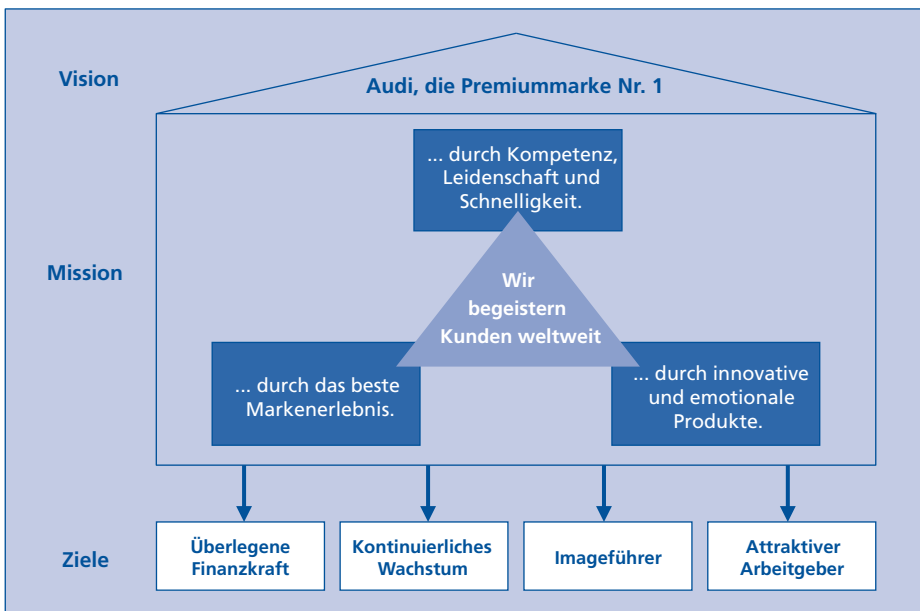 Vision
Audi, die Premiummarke Nr. 1
... durch Kompetenz,
Leidenschaft und
Schnelligkeit.
Mission
Wir
begeistern
Kunden weltweit
... durch das beste
Markenerlebnis.
... durch innovative
und emotionale
Produkte.
Ziele
Überlegene
Finanzkraft
Kontinuierliches
Wachstum
Imageführer
Attraktiver
Arbeitgeber